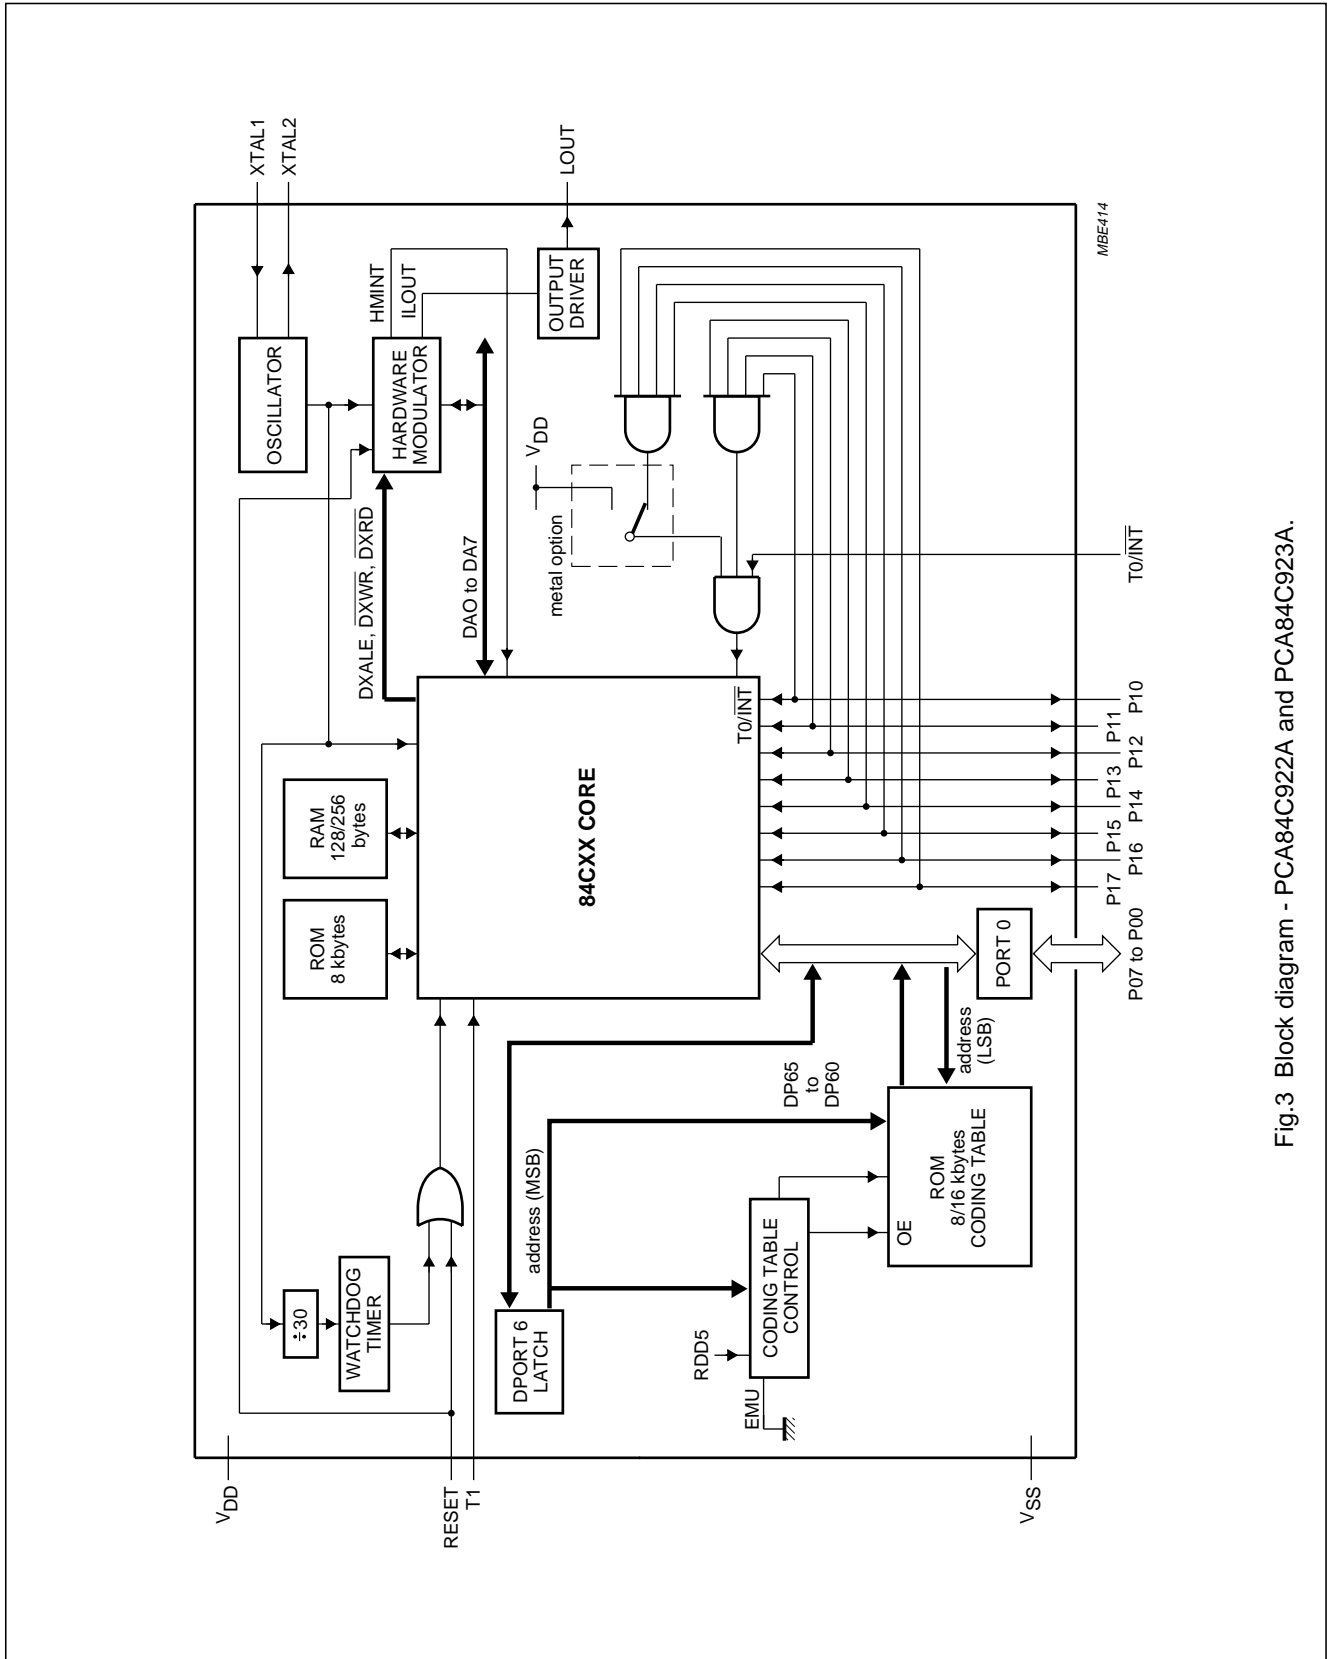 XTAL1
XTAL2
LOUT
OSCILLATOR
HARDWARE
MODULATOR
HMINT
ILOUT
OUTPUT
DRIVER
MBE414
DXALE, DXWR, DXRD
DAO to DA7
VDD
metal option
T0/INT
RAM
128/256
bytes
ROM
8 kbytes
84CXX CORE
T0/INT
P10
P11
P12
P13
P14
P15
P16
P17
P07 to P00
PORT 0
÷30
WATCHDOG
TIMER
address (MSB)
DP65
to
DP60
address
(LSB)
DPORT 6
LATCH
RDD5
EMU
CODING TABLE
CONTROL
OE
ROM
8/16 kbytes
CODING TABLE
VDD
RESET
T1
VSS
Fig.3 Block diagram - PCA84C922A and PCA84C923A.